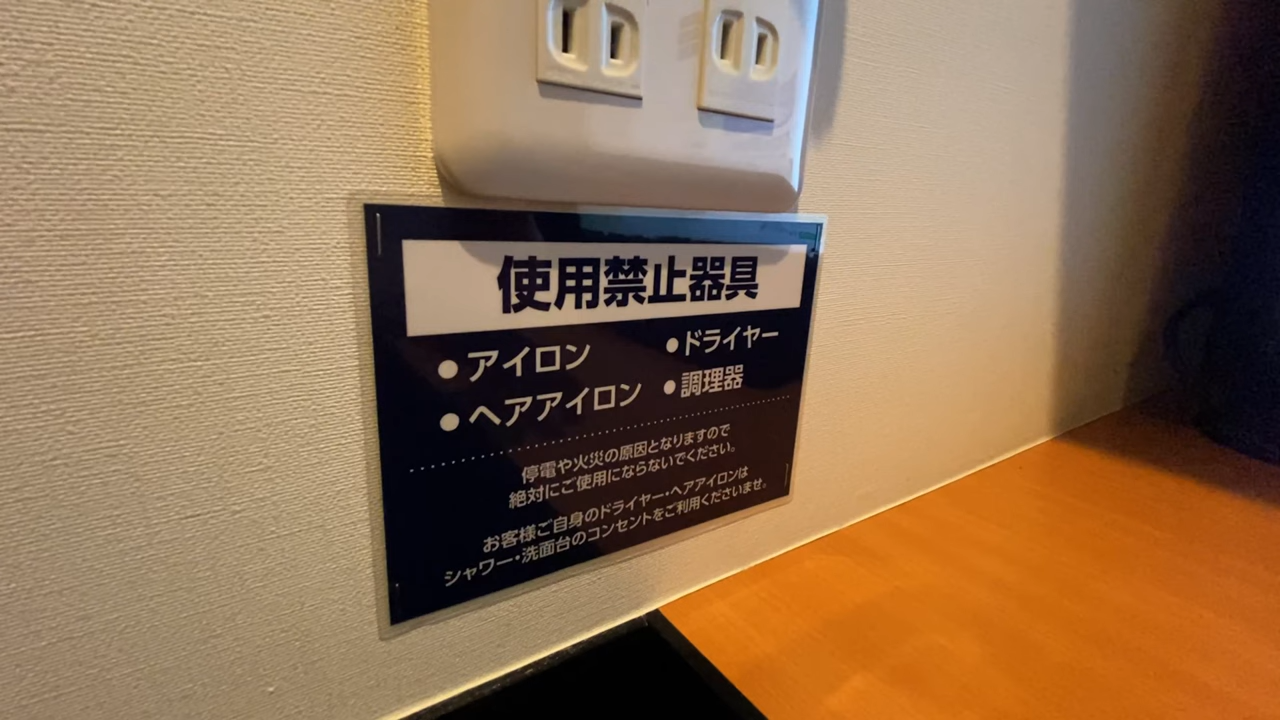 使用禁止器具
●アイロン ●ドライヤー
●ヘアアイロン ●調理器
停電や火災の原因となりますので
絶対にご使用にならないでください。
お客様ご自身のドライヤー・ヘアアイロンは
シャワー・洗面台のコンセントをご利用くださいませ。